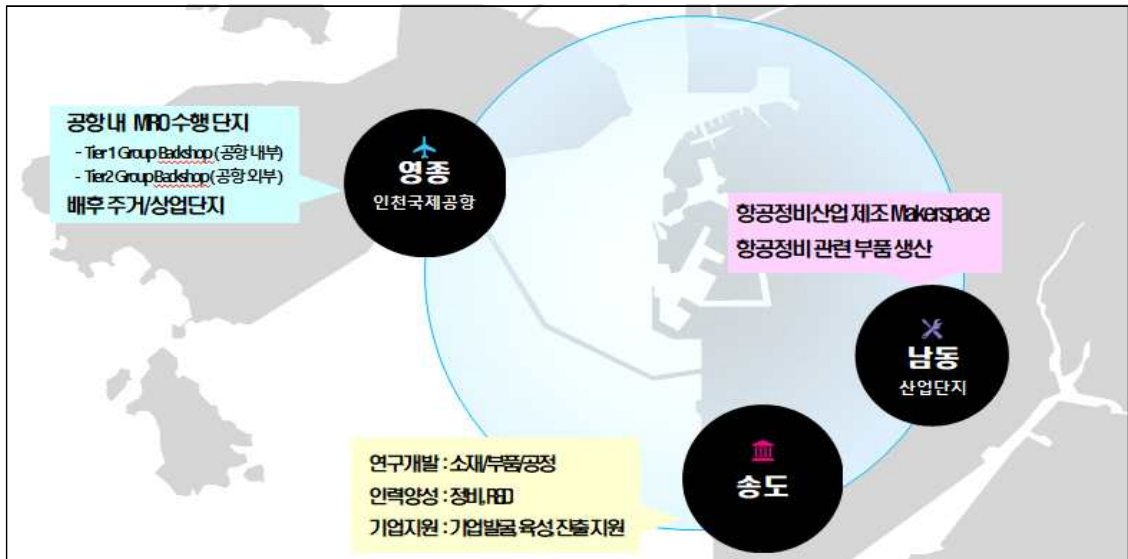 공항 내 MRO 수행 단지
- Tier 1 Group Backshop (공항 내부)
- Tier2 Group Backshop (공항 외부)
배후 주거/상업단지
영종
인천국제공항
항공정비산업 제조 Makerspace
항공정비 관련 부품 생산
남동
산업단지
연구개발 : 소재/부품/공정
인력양성 : 정비, R&D
기업지원 : 기업발굴, 육성, 진출 지원
송도